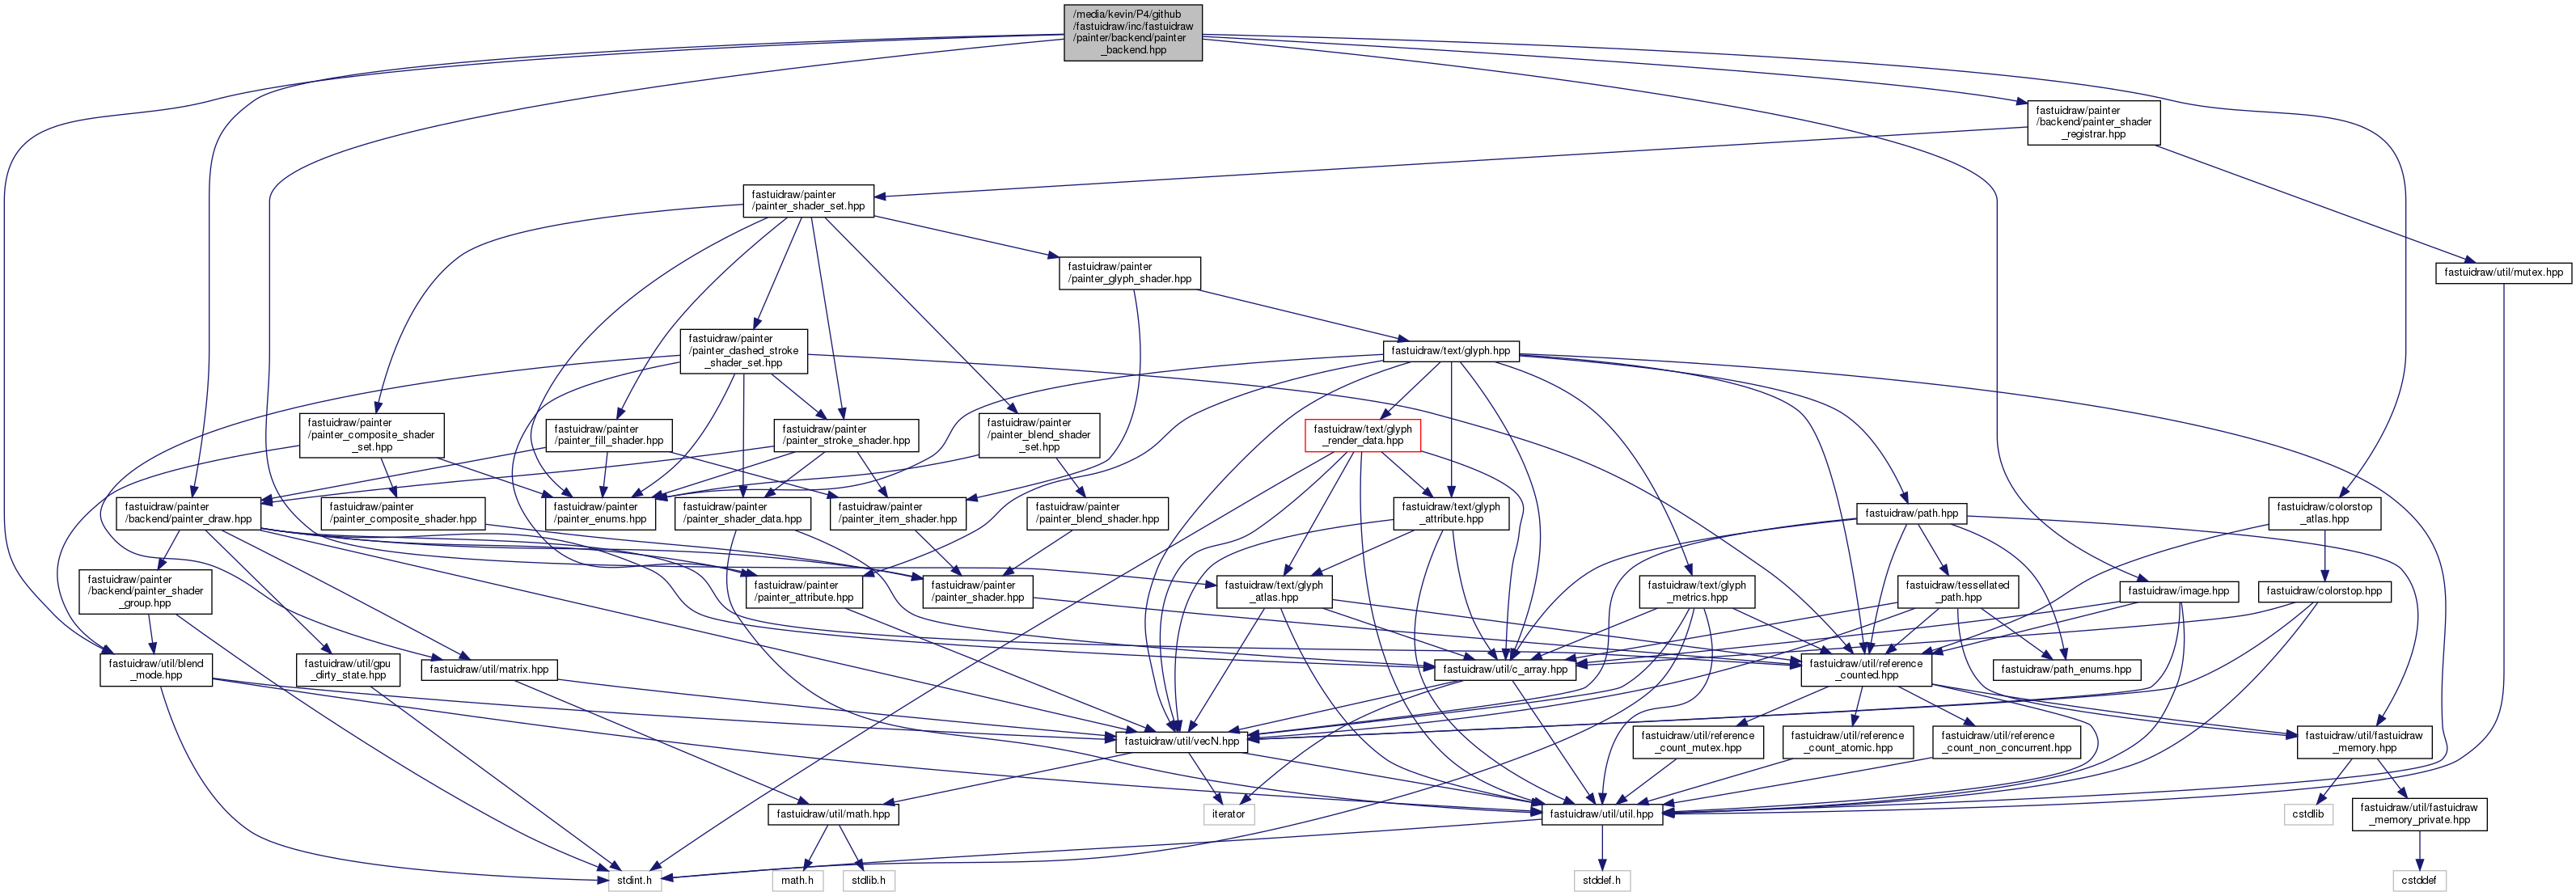 /media/kevin/P4/github
/fastuidraw/inc/fastuidraw
/painter/backend/painter
_backend.hpp
fastuidraw/painter
/backend/painter_shader
_registrar.hpp
fastuidraw/painter
/painter_shader_set.hpp
fastuidraw/painter
/painter_glyph_shader.hpp
fastuidraw/util/mutex.hpp
fastuidraw/painter
/painter_dashed_stroke
_shader_set.hpp
fastuidraw/text/glyph.hpp
fastuidraw/painter
/painter_composite_shader
_set.hpp
fastuidraw/painter
/painter_fill_shader.hpp
fastuidraw/painter
/painter_stroke_shader.hpp
fastuidraw/painter
/painter_blend_shader
_set.hpp
fastuidraw/text/glyph
_render_data.hpp
fastuidraw/painter
/backend/painter_draw.hpp
fastuidraw/painter
/painter_composite_shader.hpp
fastuidraw/painter
/painter_enums.hpp
fastuidraw/painter
/painter_shader_data.hpp
fastuidraw/painter
/painter_item_shader.hpp
fastuidraw/painter
/painter_blend_shader.hpp
fastuidraw/text/glyph
_attribute.hpp
fastuidraw/path.hpp
fastuidraw/colorstop
_atlas.hpp
fastuidraw/painter
/backend/painter_shader
_group.hpp
fastuidraw/painter
/painter_attribute.hpp
fastuidraw/painter
/painter_shader.hpp
fastuidraw/text/glyph
_atlas.hpp
fastuidraw/text/glyph
_metrics.hpp
fastuidraw/tessellated
_path.hpp
fastuidraw/image.hpp
fastuidraw/colorstop.hpp
fastuidraw/util/blend
_mode.hpp
fastuidraw/util/gpu
_dirty_state.hpp
fastuidraw/util/matrix.hpp
fastuidraw/util/c_array.hpp
fastuidraw/util/reference
_counted.hpp
fastuidraw/path_enums.hpp
fastuidraw/util/vecN.hpp
fastuidraw/util/reference
_count_mutex.hpp
fastuidraw/util/reference
_count_atomic.hpp
fastuidraw/util/reference
_count_non_concurrent.hpp
fastuidraw/util/fastuidraw
_memory.hpp
fastuidraw/util/math.hpp
iterator
fastuidraw/util/util.hpp
cstdlib
fastuidraw/util/fastuidraw
_memory_private.hpp
stdint.h
math.h
stdlib.h
stddef.h
cstddef